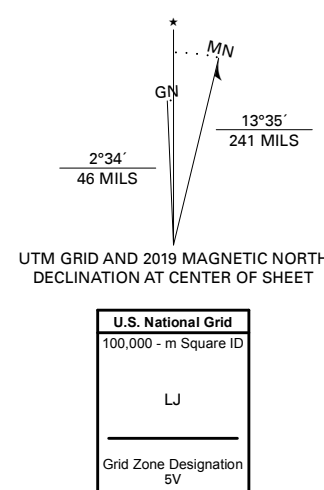 ★
MN
GN
13°35´
241 MILS
2°34´
46 MILS
UTM GRID AND 2019 MAGNETIC NORTH
DECLINATION AT CENTER OF SHEET
U.S. National Grid
100,000 - m Square ID
LJ
Grid Zone Designation
5V